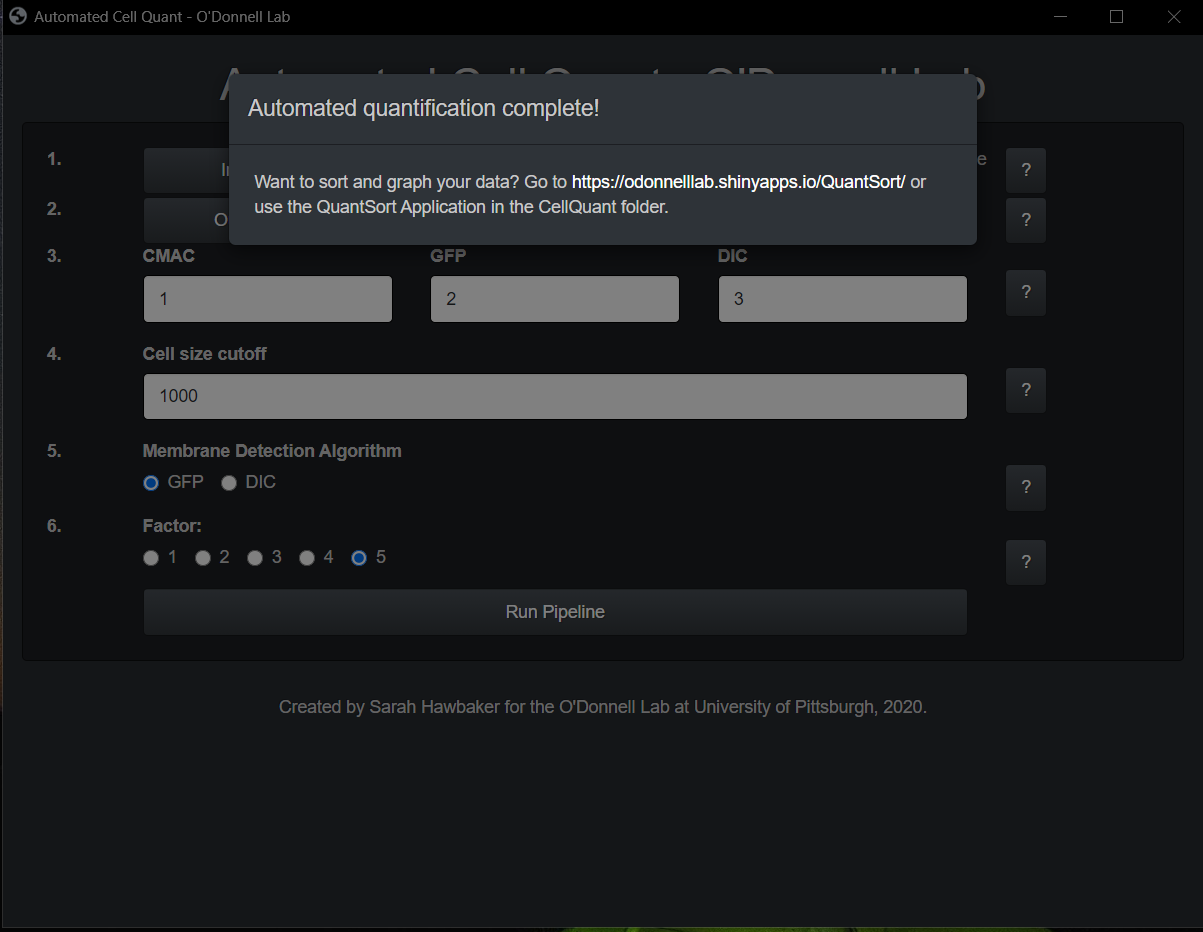 Automated Cell Quant - O'Donnell Lab
Automated quantification complete!
Want to sort and graph your data? Go to https://odonnelllab.shinyapps.io/QuantSort/ or
use the QuantSort Application in the CellQuant folder.
1. ?
2. ?
3. CMAC GFP DIC
1 2 3 ?
4. Cell size cutoff
1000 ?
5. Membrane Detection Algorithm
GFP DIC ?
6. Factor:
1 2 3 4 5 ?
Run Pipeline
Created by Sarah Hawbaker for the O'Donnell Lab at University of Pittsburgh, 2020.